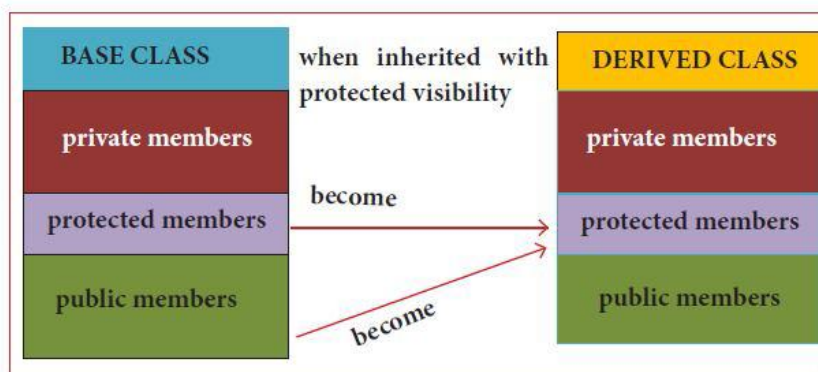 BASE CLASS
when inherited with
protected visibility
DERIVED CLASS
private members
private members
become
protected members
protected members
public members
become
public members